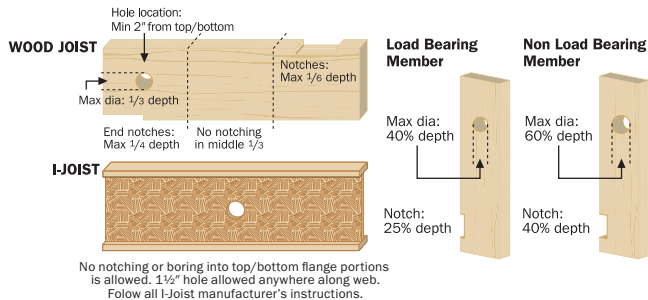 Hole location:
Min 2" from top/bottom
WOOD JOIST
Notches:
Max 1/6 depth
Max dia: 1/3 depth
End notches:
Max 1/4 depth
No notching
in middle 1/3
I-JOIST
No notching or boring into top/bottom flange portions
is allowed. 1½" hole allowed anywhere along web.
Folow all I-Joist manufacturer's instructions.
Load Bearing
Member
Max dia:
40% depth
Notch:
25% depth
Non Load Bearing
Member
Max dia:
60% depth
Notch:
40% depth